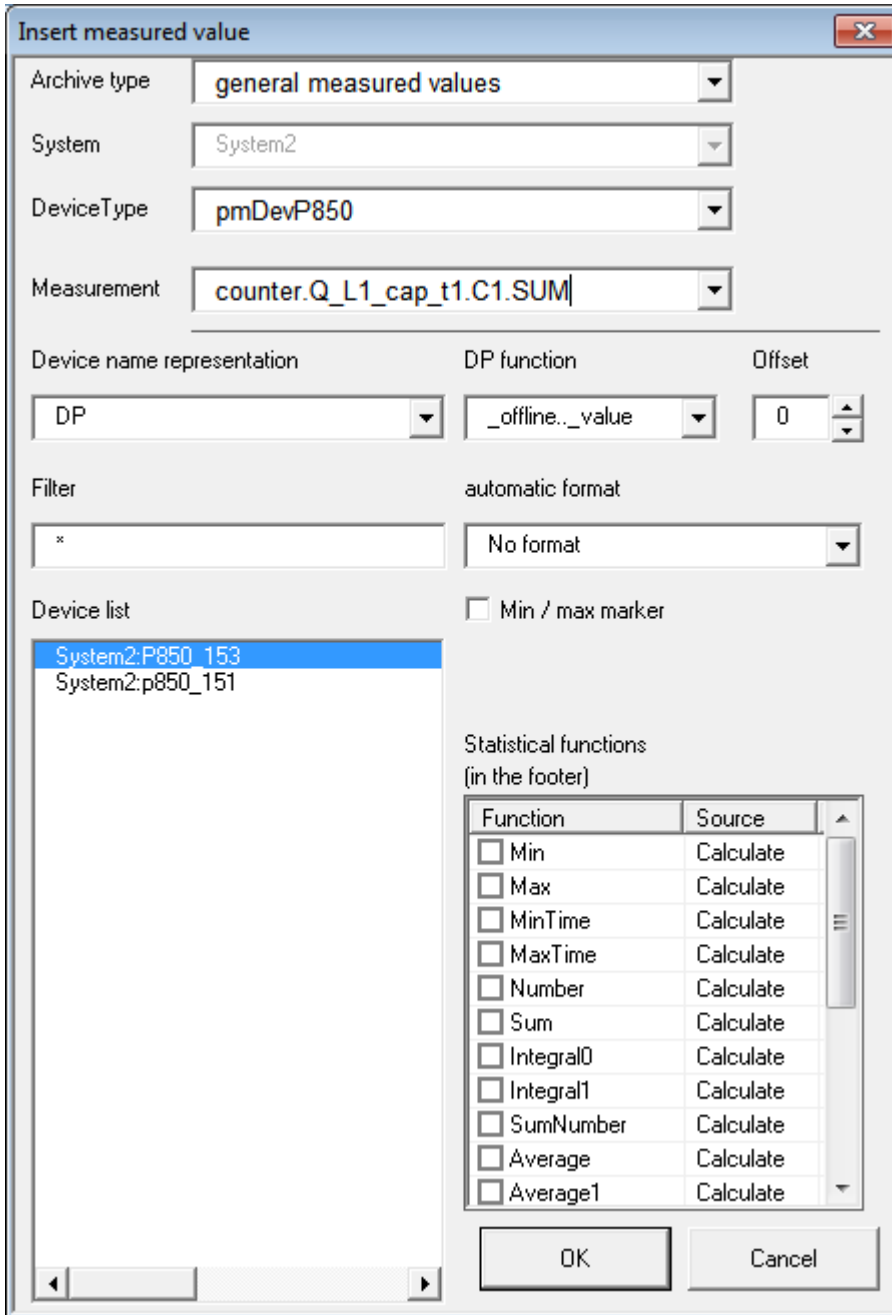 Insert measured value
Archive type general measured values
System System2
DeviceType pmDevP850
Measurement counter.Q_L1_cap_t1.C1.SUM
Device name representation DP function Offset
DP _offline.._value 0
Filter automatic format
* No format
Device list Min / max marker
System2:P850_153
System2:p850_151
Statistical functions
(in the footer)
Function Source
Min Calculate
Max Calculate
MinTime Calculate
MaxTime Calculate
Number Calculate
Sum Calculate
Integral0 Calculate
Integral1 Calculate
SumNumber Calculate
Average Calculate
Average1 Calculate
OK Cancel